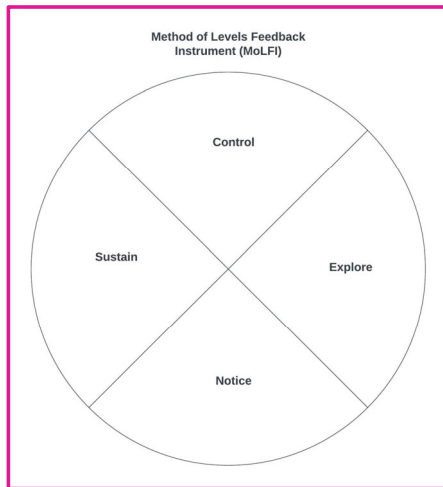 Method of Levels Feedback
Instrument (MoLFI)
Control
Sustain
Explore
Notice